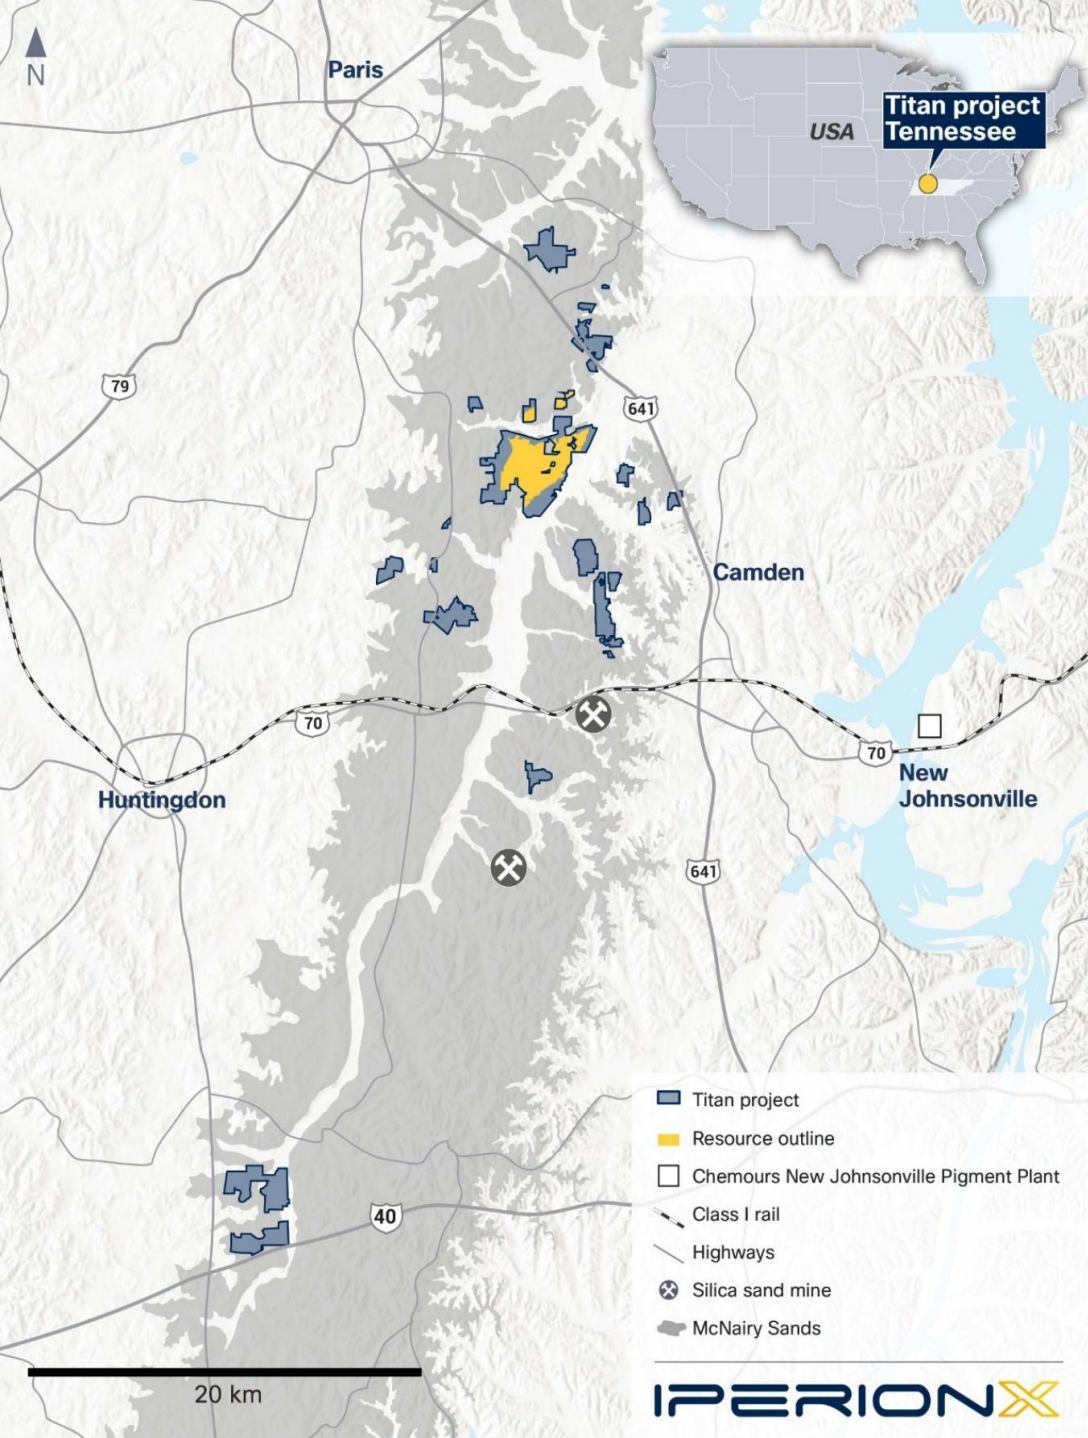 N
Paris
USA
Titan project
Tennessee
79
641
Camden
70
70
New
Johnsonville
Huntingdon
641
40
Titan project
Resource outline
Chemours New Johnsonville Pigment Plant
Class I rail
Highways
Silica sand mine
McNairy Sands
20 km
IPERIONX